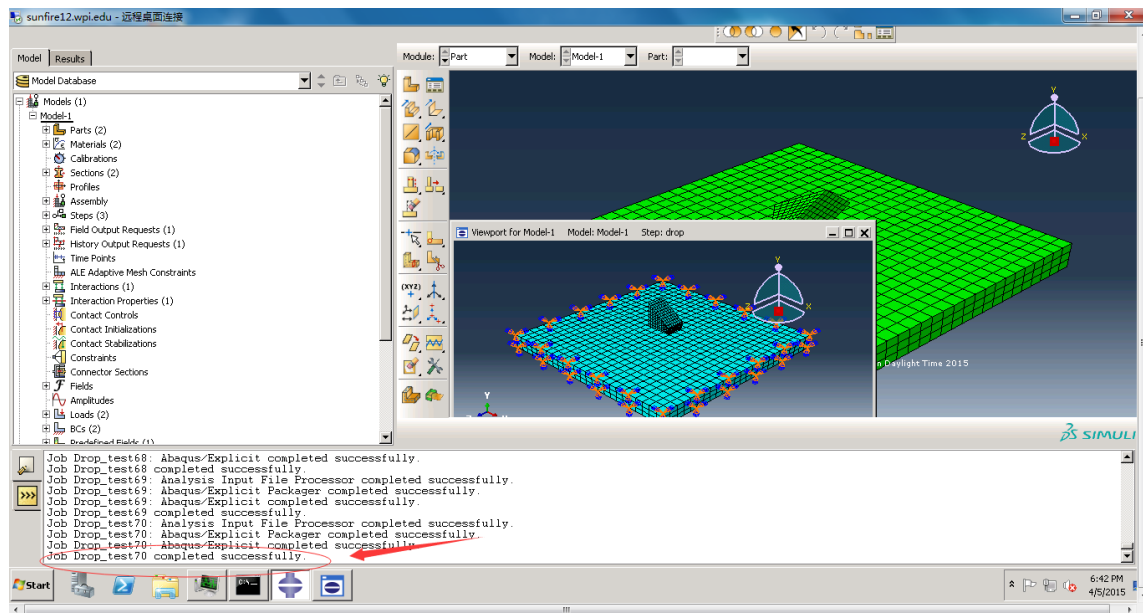 sunfire12.wpi.edu - 远程桌面连接
Model Results
Module: Part Model: Model-1 Part:
Model Database
Models (1)
Model-1
Parts (2)
Materials (2)
Calibrations
Sections (2)
Profiles
Assembly
Steps (3)
Field Output Requests (1)
History Output Requests (1)
Time Points
ALE Adaptive Mesh Constraints
Interactions (1)
Interaction Properties (1)
Contact Controls
Contact Initializations
Contact Stabilizations
Constraints
Connector Sections
Fields
Amplitudes
Loads (2)
BCs (2)
Predefined Fields (1)
(XYZ)
Y
Z X
Viewport for Model-1 Model: Model-1 Step: drop
Y
Z X
Y
n Daylight Time 2015
SIMULI
Job Drop_test68: Abaqus/Explicit completed successfully.
Job Drop_test68 completed successfully.
Job Drop_test69: Analysis Input File Processor completed successfully.
Job Drop_test69: Abaqus/Explicit Packager completed successfully.
Job Drop_test69: Abaqus/Explicit completed successfully.
Job Drop_test69 completed successfully.
Job Drop_test70: Analysis Input File Processor completed successfully.
Job Drop_test70: Abaqus/Explicit Packager completed successfully.
Job Drop_test70: Abaqus/Explicit completed successfully.
Job Drop_test70 completed successfully.
>>>
Start
C:\
6:42 PM
4/5/2015